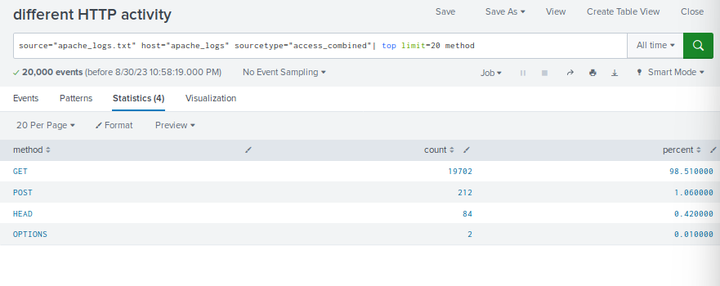 different HTTP activity
Save Save As View Create Table View Close
source="apache_logs.txt" host="apache_logs" sourcetype="access_combined"| top limit=20 method
All time
20,000 events (before 8/30/23 10:58:19.000 PM) No Event Sampling Job Smart Mode
Events Patterns Statistics (4) Visualization
20 Per Page Format Preview
method count percent
GET 19702 98.510000
POST 212 1.060000
HEAD 84 0.420000
OPTIONS 2 0.010000